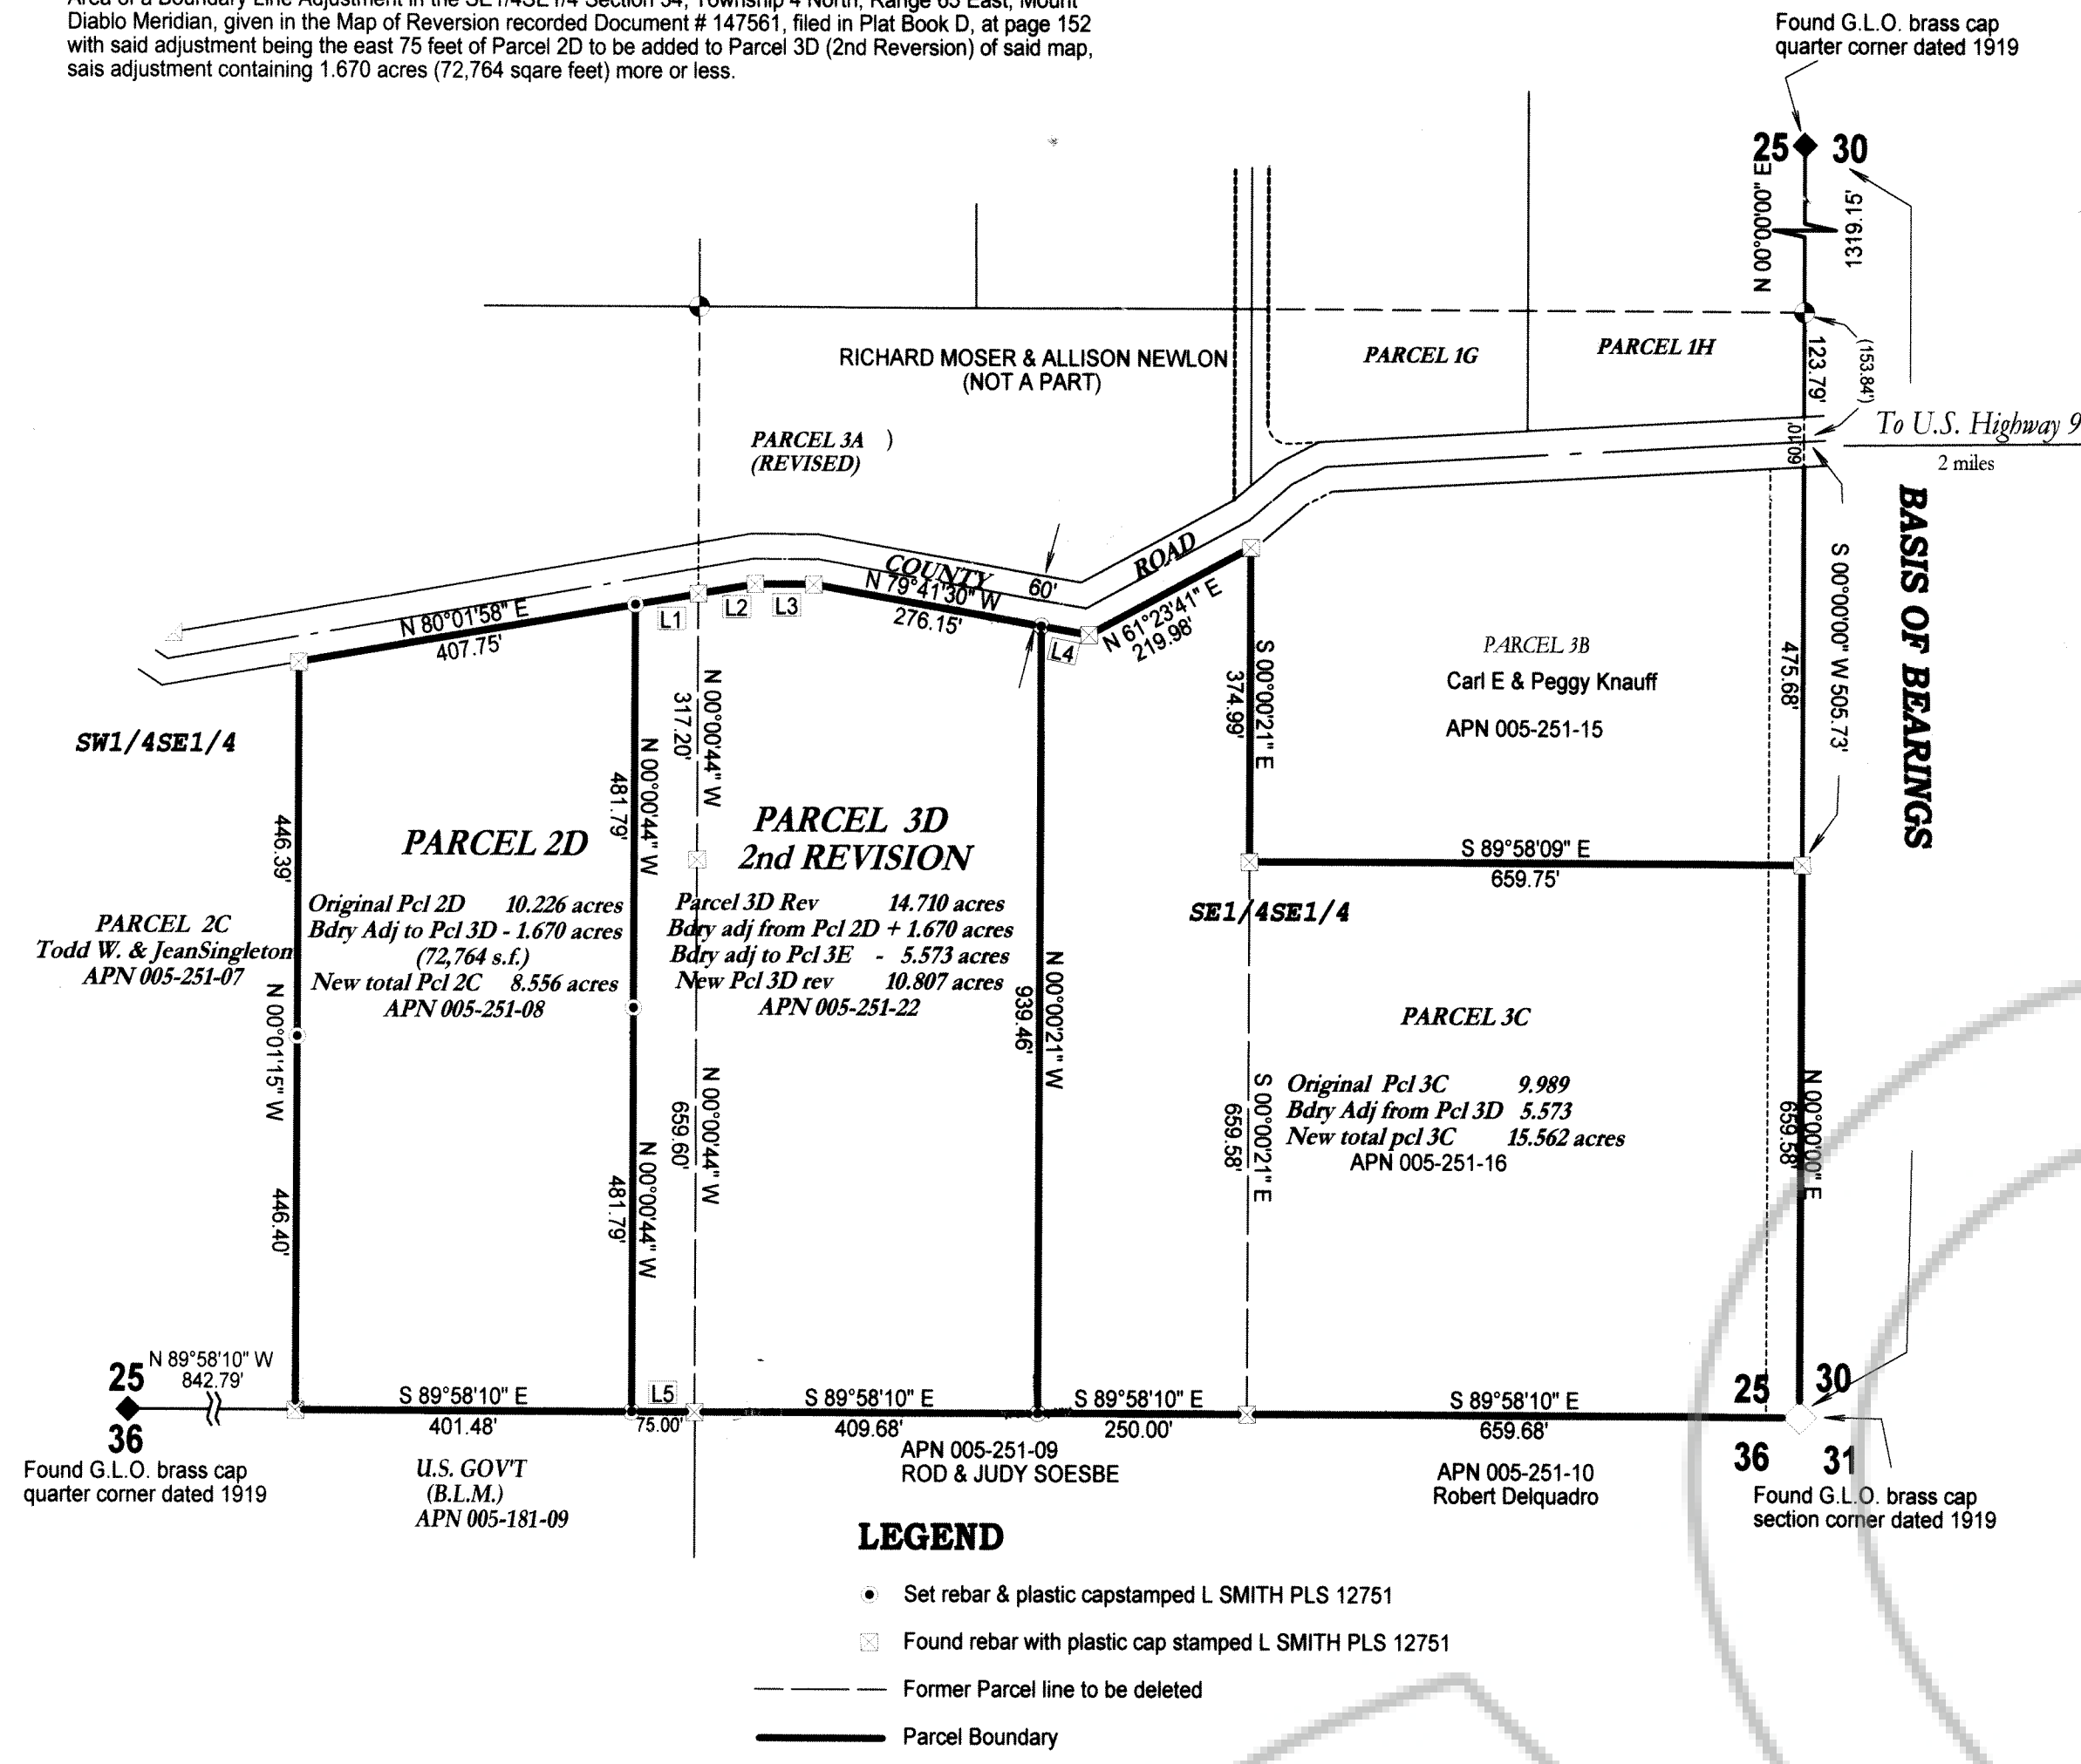 Diablo Meridian, given in the Map of Reversion recorded Document # 147561, filed in Plat Book D, at page 152
with said adjustment being the east 75 feet of Parcel 2D to be added to Parcel 3D (2nd Reversion) of said map,
sais adjustment containing 1.670 acres (72,764 sqare feet) more or less.
Found G.L.O. brass cap
quarter corner dated 1919
25
30
N 00°00'00" E
1319.15'
RICHARD MOSER & ALLISON NEWLON
(NOT A PART)
PARCEL 1G
PARCEL 1H
123.79'
(153.84')
PARCEL 3A )
(REVISED)
60.10'
To U.S. Highway 9
2 miles
BASIS OF BEARINGS
COUNTY
ROAD
60'
N 80°01'58" E
407.75'
L1
L2
L3
N 79°41'30" W
276.15'
L4
N 61°23'41" E
219.98'
S 00°00'21" E
374.99'
PARCEL 3B
Carl E & Peggy Knauff
APN 005-251-15
475.68'
S 00°00'00" W 505.73'
SW1/4SE1/4
N 00°00'44" W
317.20'
N 00°00'44" W
481.79'
446.39'
PARCEL 2D
PARCEL 3D
2nd REVISION
S 89°58'09" E
659.75'
SE1/4SE1/4
PARCEL 2C
Todd W. & JeanSingleton
APN 005-251-07
Original Pcl 2D 10.226 acres
Bdry Adj to Pcl 3D - 1.670 acres
(72,764 s.f.)
New total Pcl 2C 8.556 acres
APN 005-251-08
Parcel 3D Rev 14.710 acres
Bdry adj from Pcl 2D + 1.670 acres
Bdry adj to Pcl 3E - 5.573 acres
New Pcl 3D rev 10.807 acres
APN 005-251-22
N 00°01'15" W
N 00°00'21" W
939.46'
PARCEL 3C
Original Pcl 3C 9.989
Bdry Adj from Pcl 3D 5.573
New total pcl 3C 15.562 acres
APN 005-251-16
446.40'
N 00°00'44" W
481.79'
N 00°00'44" W
659.60'
S 00°00'21" E
659.58'
N 00°00'00" E
659.58'
N 89°58'10" W
842.79'
25
36
S 89°58'10" E
401.48'
L5
75.00'
S 89°58'10" E
409.68'
S 89°58'10" E
250.00'
S 89°58'10" E
659.68'
25
30
36
31
Found G.L.O. brass cap
quarter corner dated 1919
U.S. GOV'T
(B.L.M.)
APN 005-181-09
APN 005-251-09
ROD & JUDY SOESBE
APN 005-251-10
Robert Delquadro
Found G.L.O. brass cap
section corner dated 1919
LEGEND
Set rebar & plastic capstamped L SMITH PLS 12751
Found rebar with plastic cap stamped L SMITH PLS 12751
Former Parcel line to be deleted
Parcel Boundary